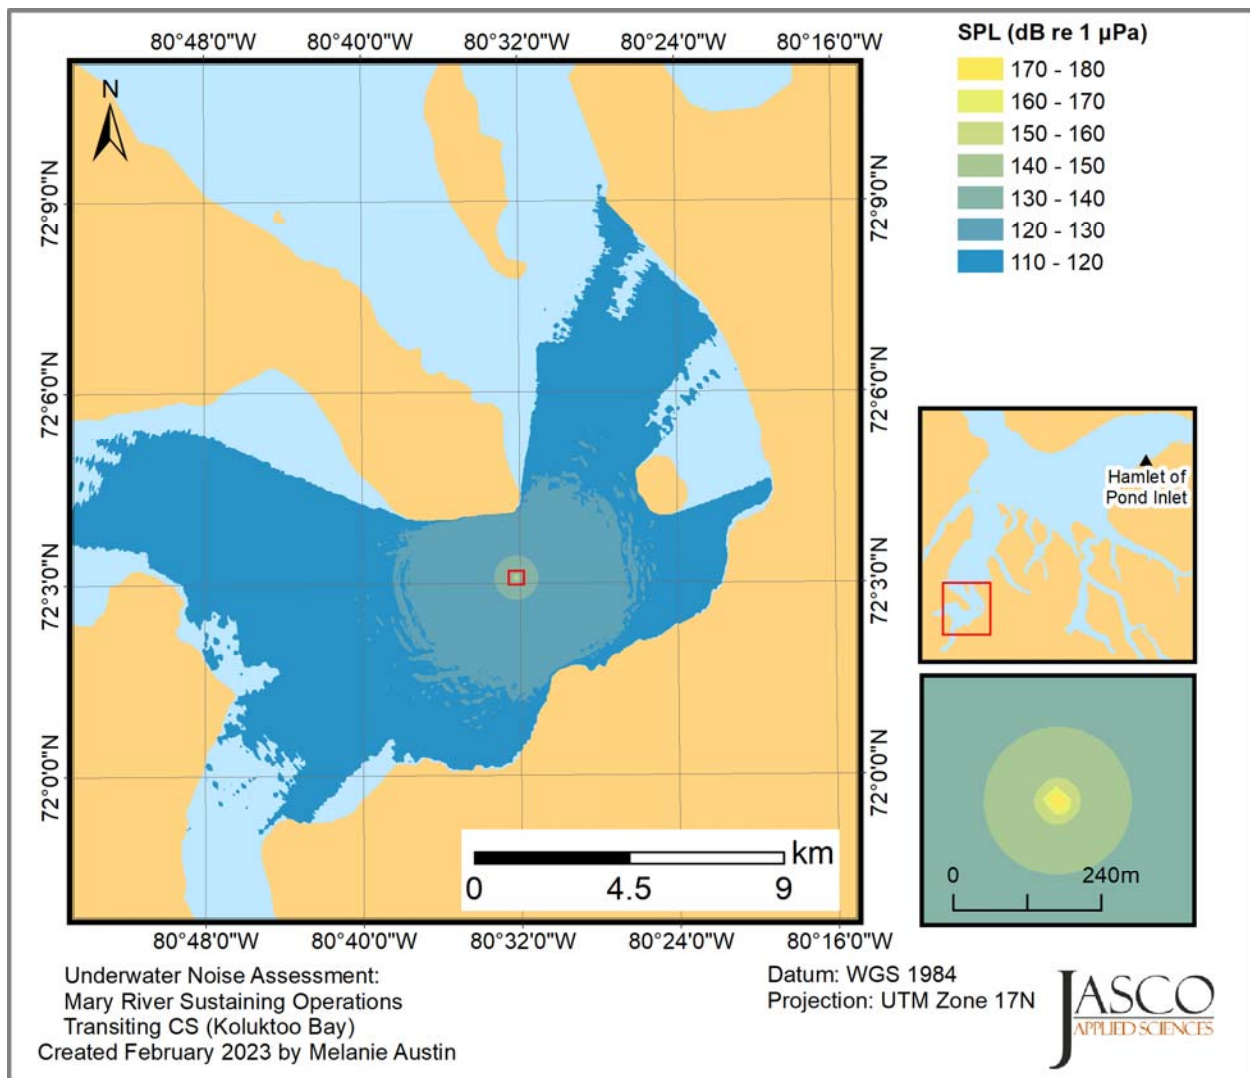 80°48'0"W 80°40'0"W 80°32'0"W 80°24'0"W 80°16'0"W
N
72°9'0"N
72°6'0"N
72°3'0"N
72°0'0"N
72°9'0"N
72°6'0"N
72°3'0"N
72°0'0"N
km
0 4.5 9
80°48'0"W 80°40'0"W 80°32'0"W 80°24'0"W 80°16'0"W
SPL (dB re 1 µPa)
170 - 180
160 - 170
150 - 160
140 - 150
130 - 140
120 - 130
110 - 120
Hamlet of
Pond Inlet
0 240m
Underwater Noise Assessment:
Mary River Sustaining Operations
Transiting CS (Koluktoo Bay)
Created February 2023 by Melanie Austin
Datum: WGS 1984
Projection: UTM Zone 17N
JASCO
APPLIED SCIENCES